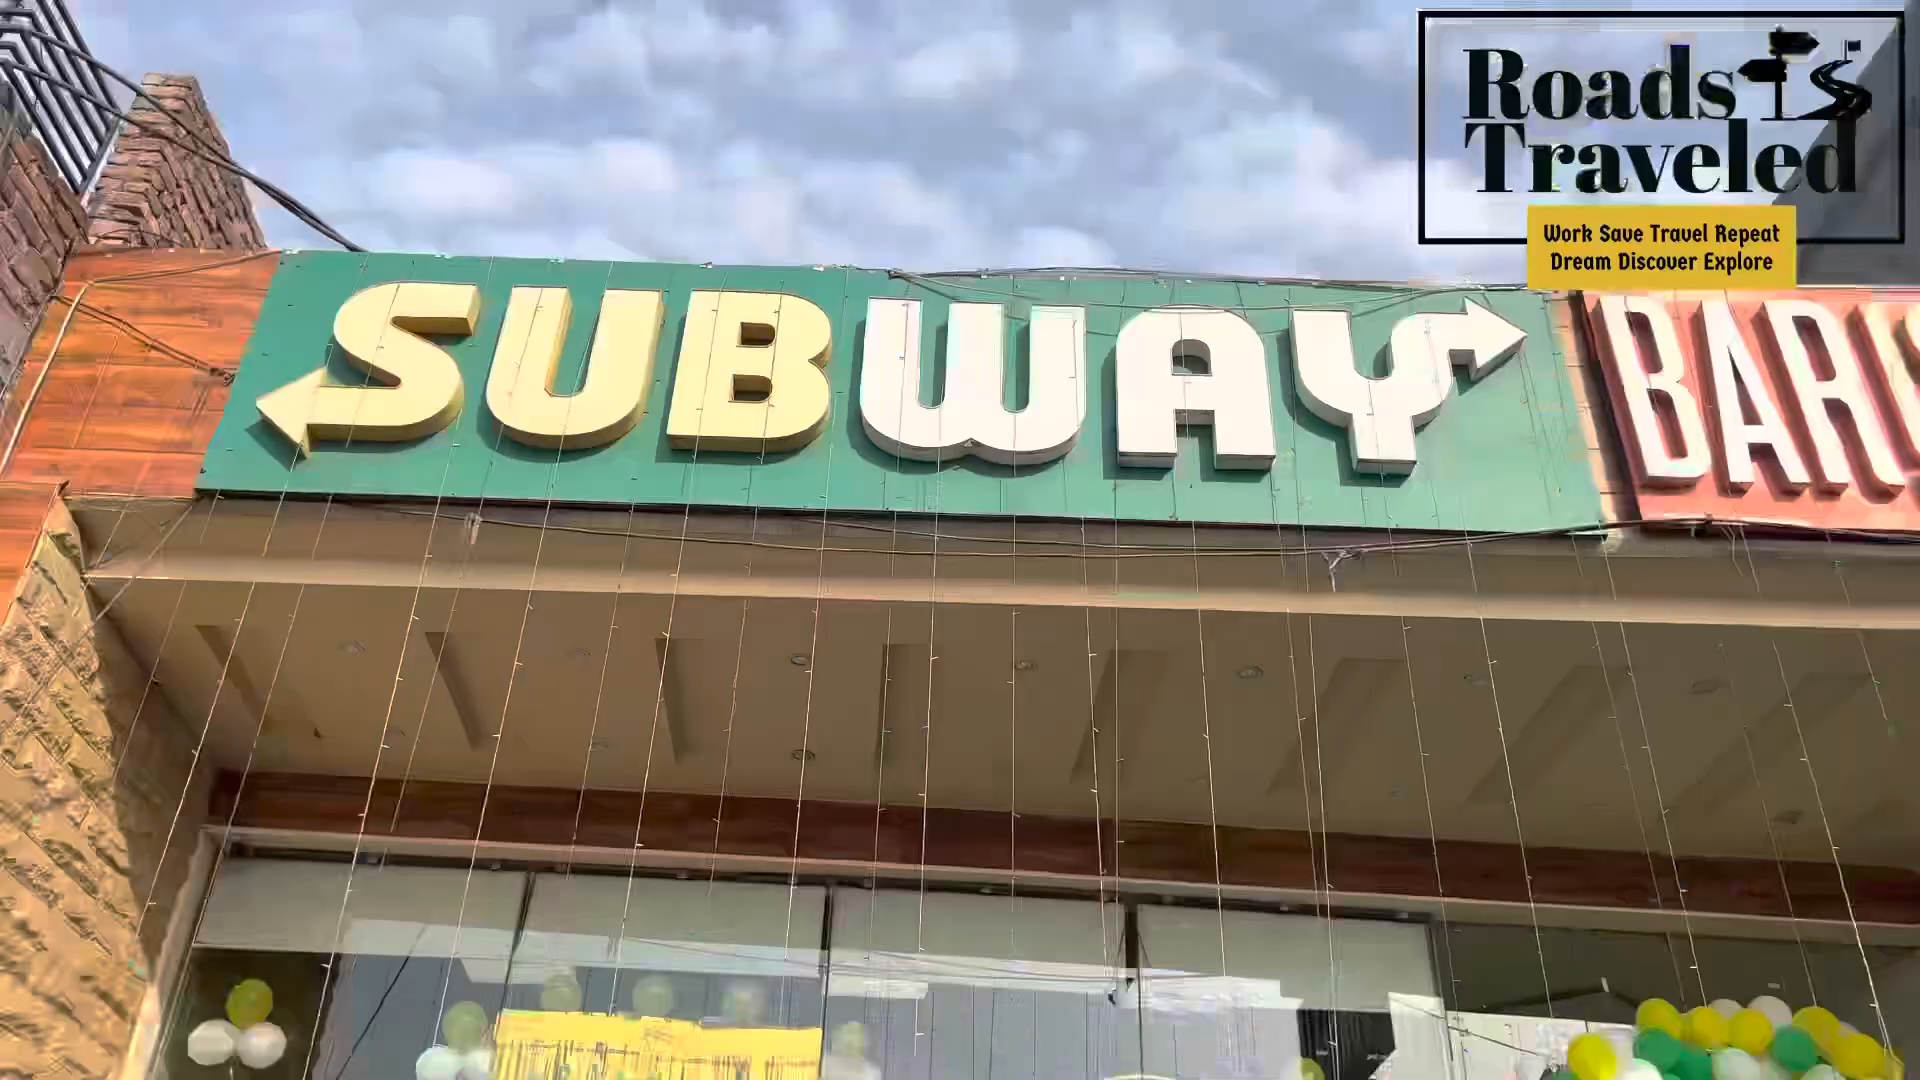 Roads
Traveled
Work Save Travel Repeat
Dream Discover Explore
SUBWAY